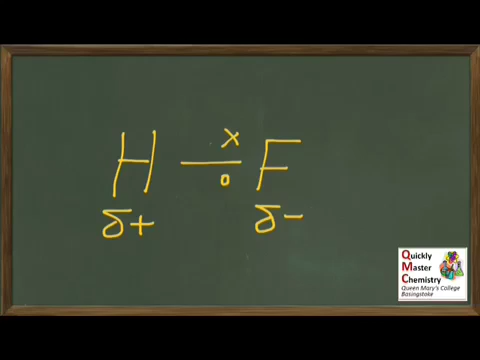 H x F
o
δ+ δ-
Quickly
Master
Chemistry
Queen Mary's College
Basingstoke